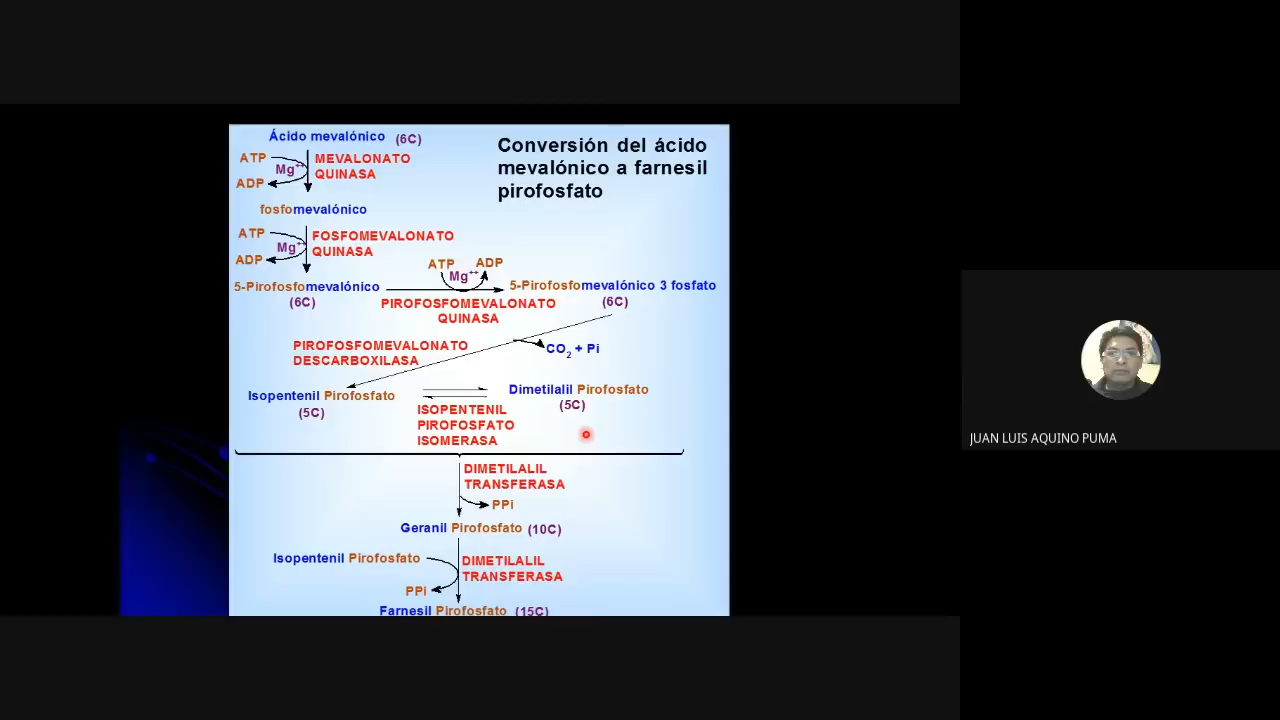 Ácido mevalónico (6C)
Conversión del ácido
mevalónico a farnesil
pirofosfato
ATP
Mg++
ADP
MEVALONATO
QUINASA
fosfomevalónico
ATP
Mg++
ADP
FOSFOMEVALONATO
QUINASA
ATP
Mg++
ADP
5-Pirofosfomevalónico
(6C)
PIROFOSFOMEVALONATO
QUINASA
5-Pirofosfomevalónico 3 fosfato
(6C)
PIROFOSFOMEVALONATO
DESCARBOXILASA
CO2 + Pi
Isopentenil Pirofosfato
(5C)
Dimetilalil Pirofosfato
(5C)
ISOPENTENIL
PIROFOSFATO
ISOMERASA
DIMETILALIL
TRANSFERASA
PPi
Geranil Pirofosfato (10C)
Isopentenil Pirofosfato
DIMETILALIL
TRANSFERASA
PPi
Farnesil Pirofosfato (15C)
JUAN LUIS AQUINO PUMA